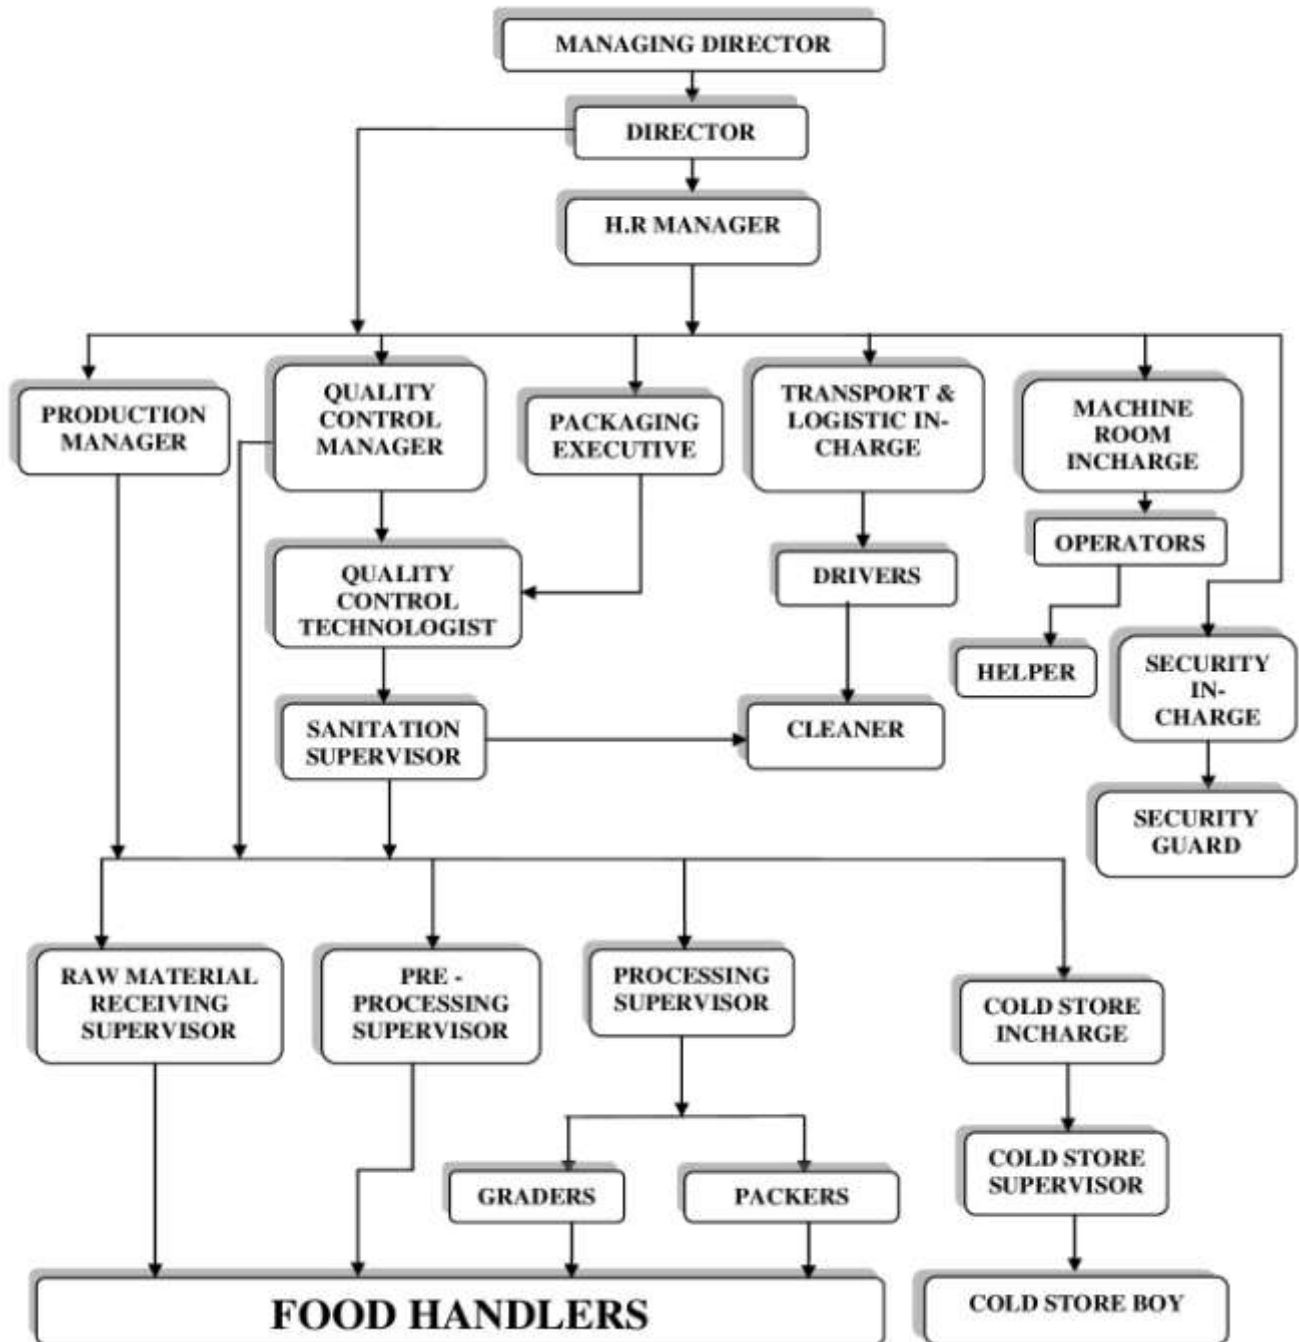 MANAGING DIRECTOR
DIRECTOR
H.R MANAGER
PRODUCTION
MANAGER
QUALITY
CONTROL
MANAGER
PACKAGING
EXECUTIVE
TRANSPORT &
LOGISTIC IN-
CHARGE
MACHINE
ROOM
INCHARGE
OPERATORS
QUALITY
CONTROL
TECHNOLOGIST
DRIVERS
HELPER
SECURITY
IN-
CHARGE
SANITATION
SUPERVISOR
CLEANER
SECURITY
GUARD
RAW MATERIAL
RECEIVING
SUPERVISOR
PRE -
PROCESSING
SUPERVISOR
PROCESSING
SUPERVISOR
COLD STORE
INCHARGE
COLD STORE
SUPERVISOR
GRADERS
PACKERS
FOOD HANDLERS
COLD STORE BOY